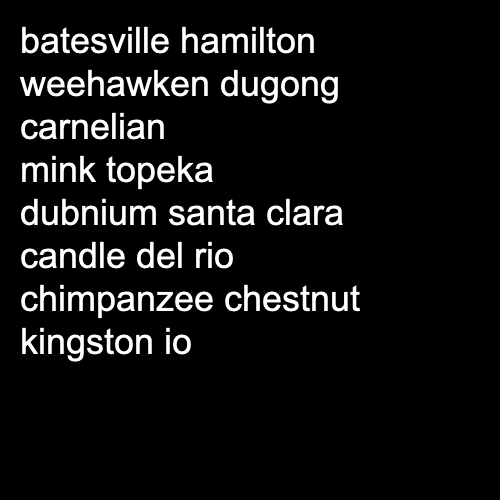 batesville hamilton
weehawken dugong
carnelian
mink topeka
dubnium santa clara
candle del rio
chimpanzee chestnut
kingston io